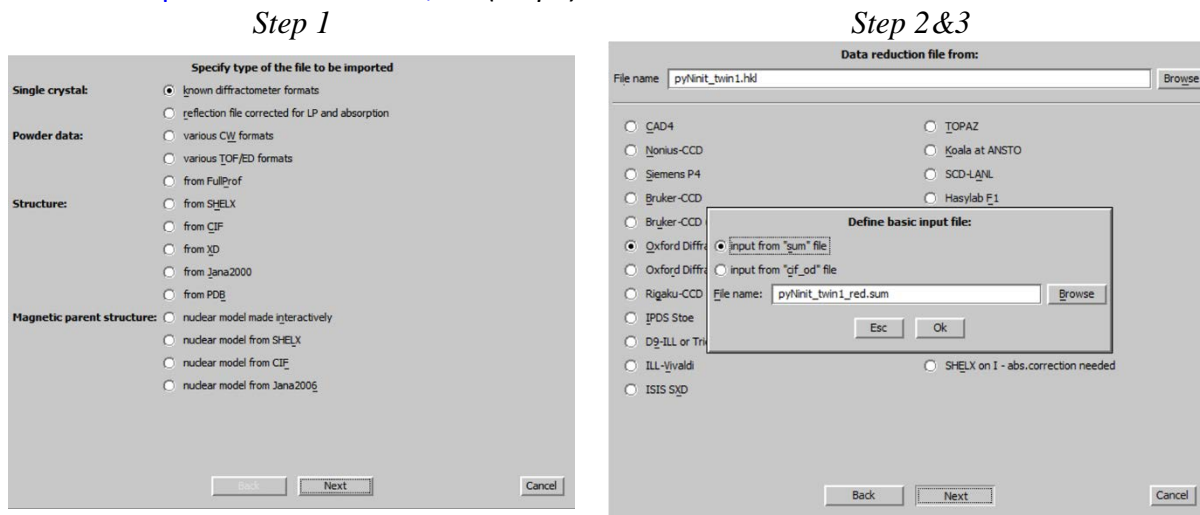 Step 1
Specify type of the file to be imported
Single crystal:
known diffractometer formats
reflection file corrected for LP and absorption
Powder data:
various CW formats
various TOF/ED formats
from FullProf
Structure:
from SHELX
from CIF
from XD
from Jana2000
from PDB
Magnetic parent structure:
nuclear model made interactively
nuclear model from SHELX
nuclear model from CIF
nuclear model from Jana2006
Back Next Cancel
Step 2&3
Data reduction file from:
File name pyNinit_twin1.hkl Browse
CAD4 TOPAZ
Nonius-CCD Koala at ANSTO
Siemens P4 SCD-LANL
Bruker-CCD Hasylab F1
Bruker-CCD
Oxford Diffra
Oxford Diffra
Rigaku-CCD
IPDS Stoe
D9-ILL or Tri
ILL-Vivaldi SHELX on I - abs.correction needed
ISIS SXD
Define basic input file:
input from "sum" file
input from "cif_od" file
File name: pyNinit_twin1_red.sum Browse
Esc Ok
Back Next Cancel